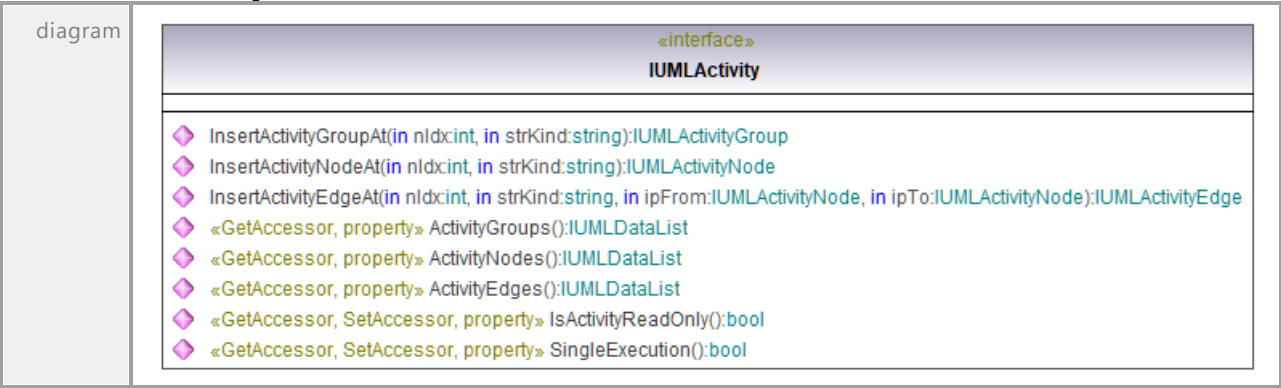 diagram
«interface»
IUMLActivity
InsertActivityGroupAt(in nIdx:int, in strKind:string):IUMLActivityGroup
InsertActivityNodeAt(in nIdx:int, in strKind:string):IUMLActivityNode
InsertActivityEdgeAt(in nIdx:int, in strKind:string, in ipFrom:IUMLActivityNode, in ipTo:IUMLActivityNode):IUMLActivityEdge
«GetAccessor, property» ActivityGroups():IUMLDataList
«GetAccessor, property» ActivityNodes():IUMLDataList
«GetAccessor, property» ActivityEdges():IUMLDataList
«GetAccessor, SetAccessor, property» IsActivityReadOnly():bool
«GetAccessor, SetAccessor, property» SingleExecution():bool